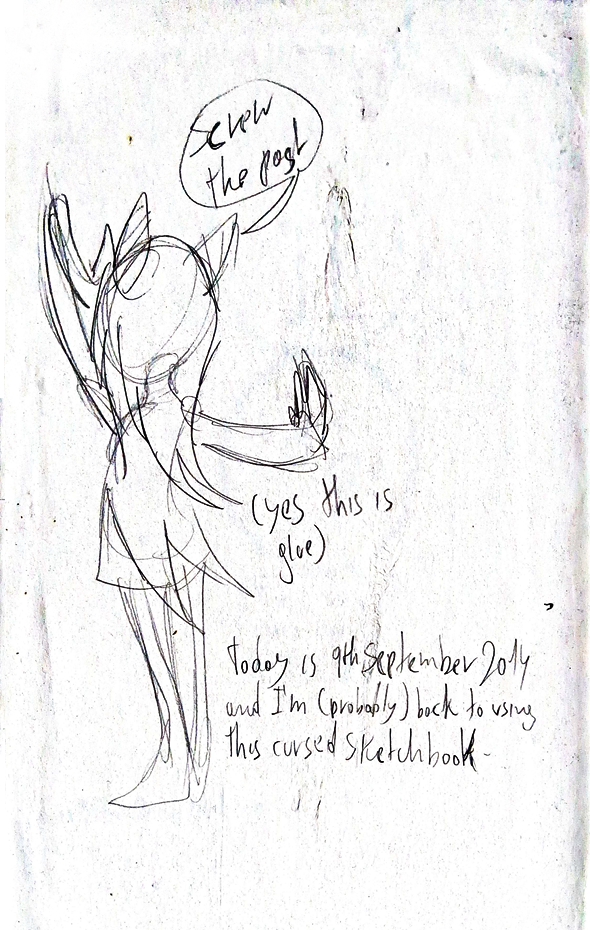 Screw
the past
(yes this is
glue)
Today is 9th September 2014
and I'm (probably) back to using
this cursed sketchbook.